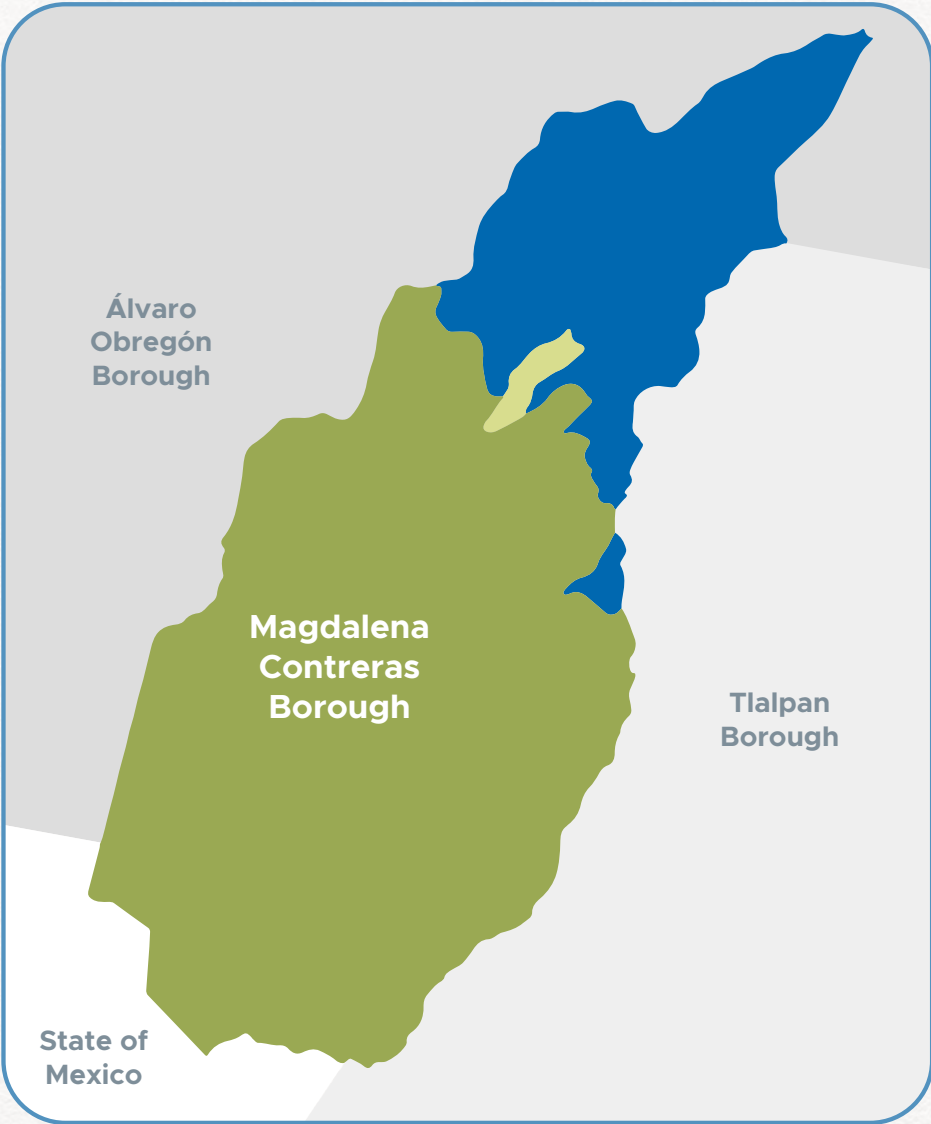 Álvaro
Obregón
Borough
Magdalena
Contreras
Borough
Tlalpan
Borough
State of
Mexico